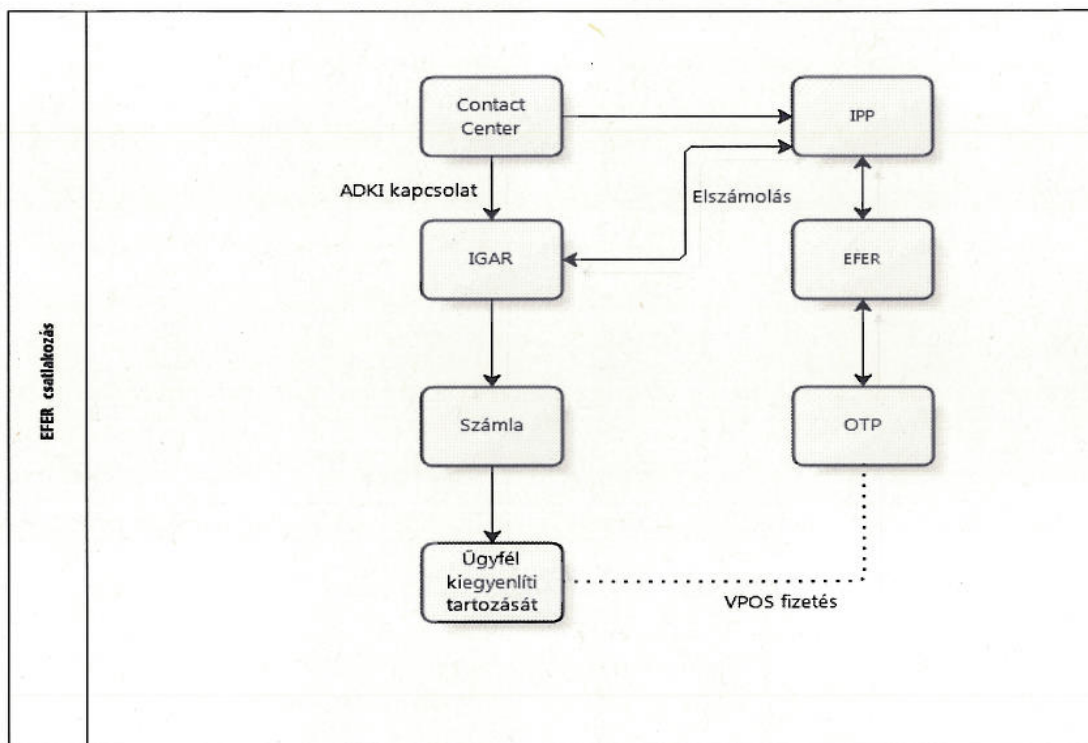 EFER csatlakozás
Contact
Center
IPP
ADKI kapcsolat
Elszámolás
IGAR
EFER
Számla
OTP
Ügyfél
kiegyenlíti
tartozását
VPOS fizetés